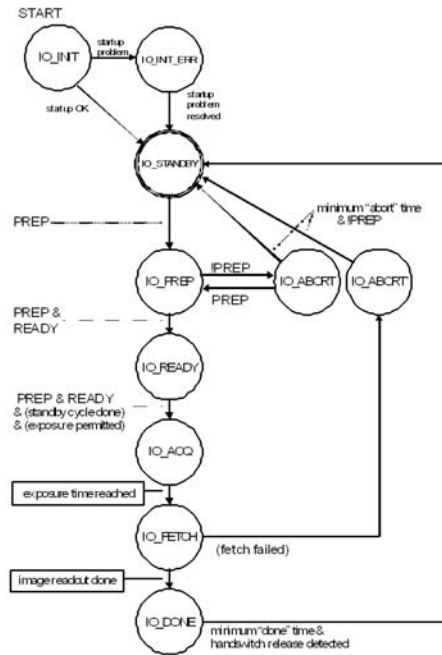 START
IO_INIT
startup
problem
IO_INIT_ERR
startup OK
startup
problem
resolved
IO_STANDBY
minimum "abort" time
& !PREP
PREP
IO_PREP
!PREP
PREP
IO_ABORT
IO_ABORT
PREP &
READY
IO_READY
PREP & READY
& (standby cycle done)
& (exposure permitted)
IO_ACQ
exposure time reached
IO_FETCH
(fetch failed)
image readout done
IO_DONE
minimum "done" time &
handswitch release detected